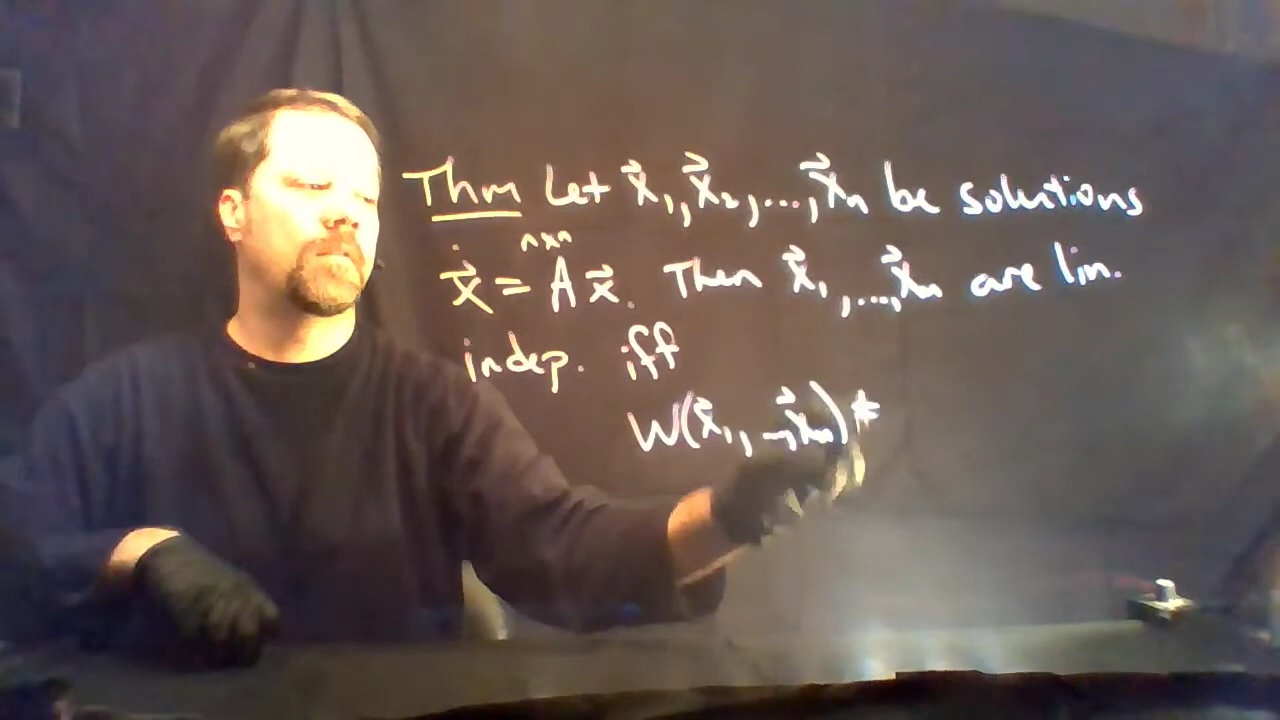 Thm Let x⃗₁, x⃗₂, ..., x⃗ₙ be solutions
n×n
ẋ⃗ = A x⃗. Then x⃗₁, ..., x⃗ₙ are lin.
indep. iff
W(x⃗₁, ..., x⃗ₙ) ≠